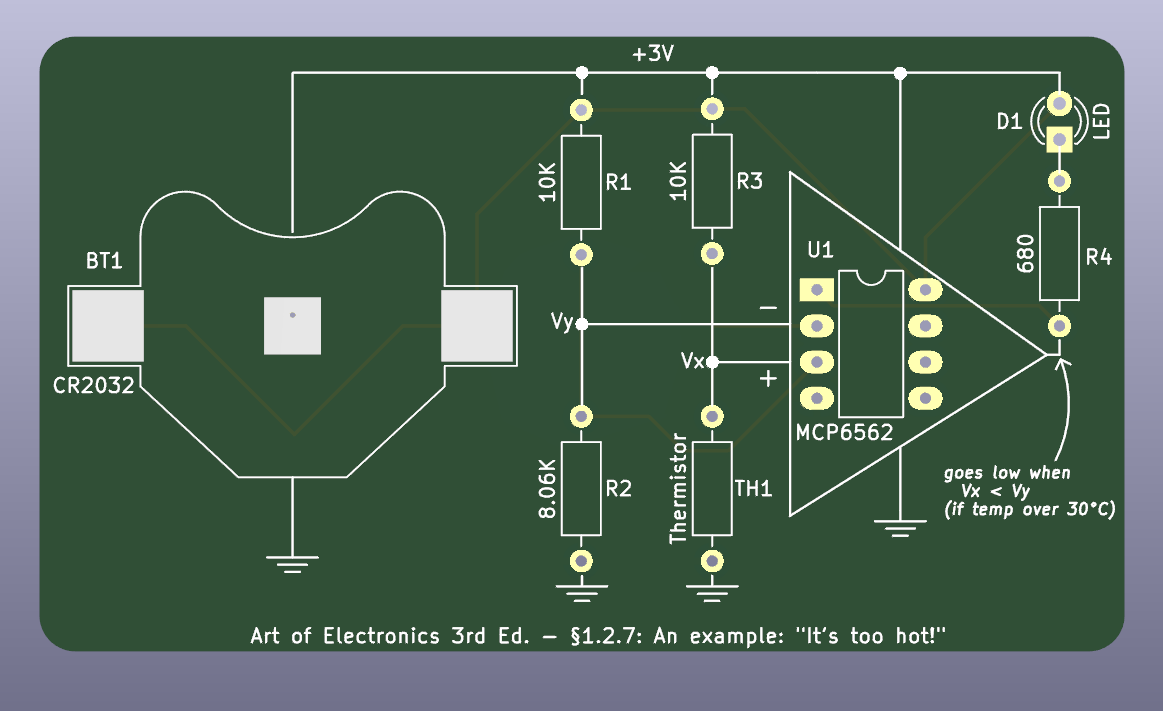 +3V
D1
LED
10K
R1
10K
R3
U1
680
R4
BT1
CR2032
Vy
−
Vx
+
MCP6562
8.06K
R2
Thermistor
TH1
goes low when
Vx < Vy
(if temp over 30°C)
Art of Electronics 3rd Ed. — §1.2.7: An example: "It's too hot!"